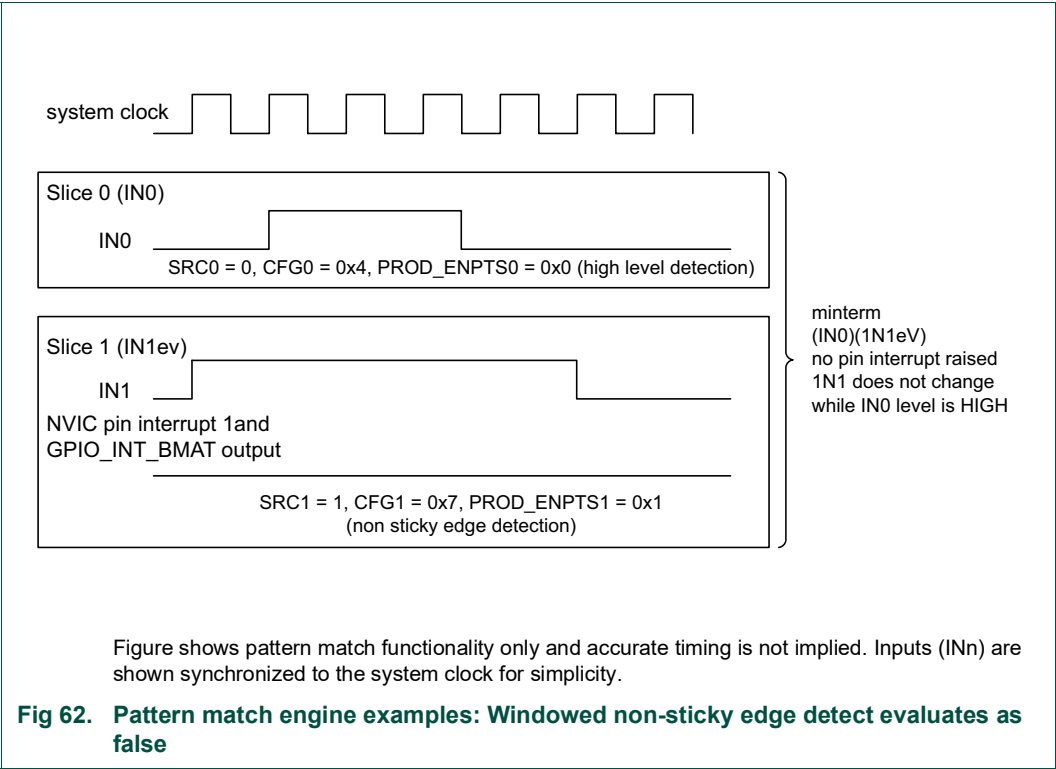 system clock
Slice 0 (IN0)
IN0
SRC0 = 0, CFG0 = 0x4, PROD_ENPTS0 = 0x0 (high level detection)
Slice 1 (IN1ev)
IN1
NVIC pin interrupt 1and
GPIO_INT_BMAT output
SRC1 = 1, CFG1 = 0x7, PROD_ENPTS1 = 0x1
(non sticky edge detection)
minterm
(IN0)(1N1eV)
no pin interrupt raised
1N1 does not change
while IN0 level is HIGH
Figure shows pattern match functionality only and accurate timing is not implied. Inputs (INn) are
shown synchronized to the system clock for simplicity.
Fig 62. Pattern match engine examples: Windowed non-sticky edge detect evaluates as
false